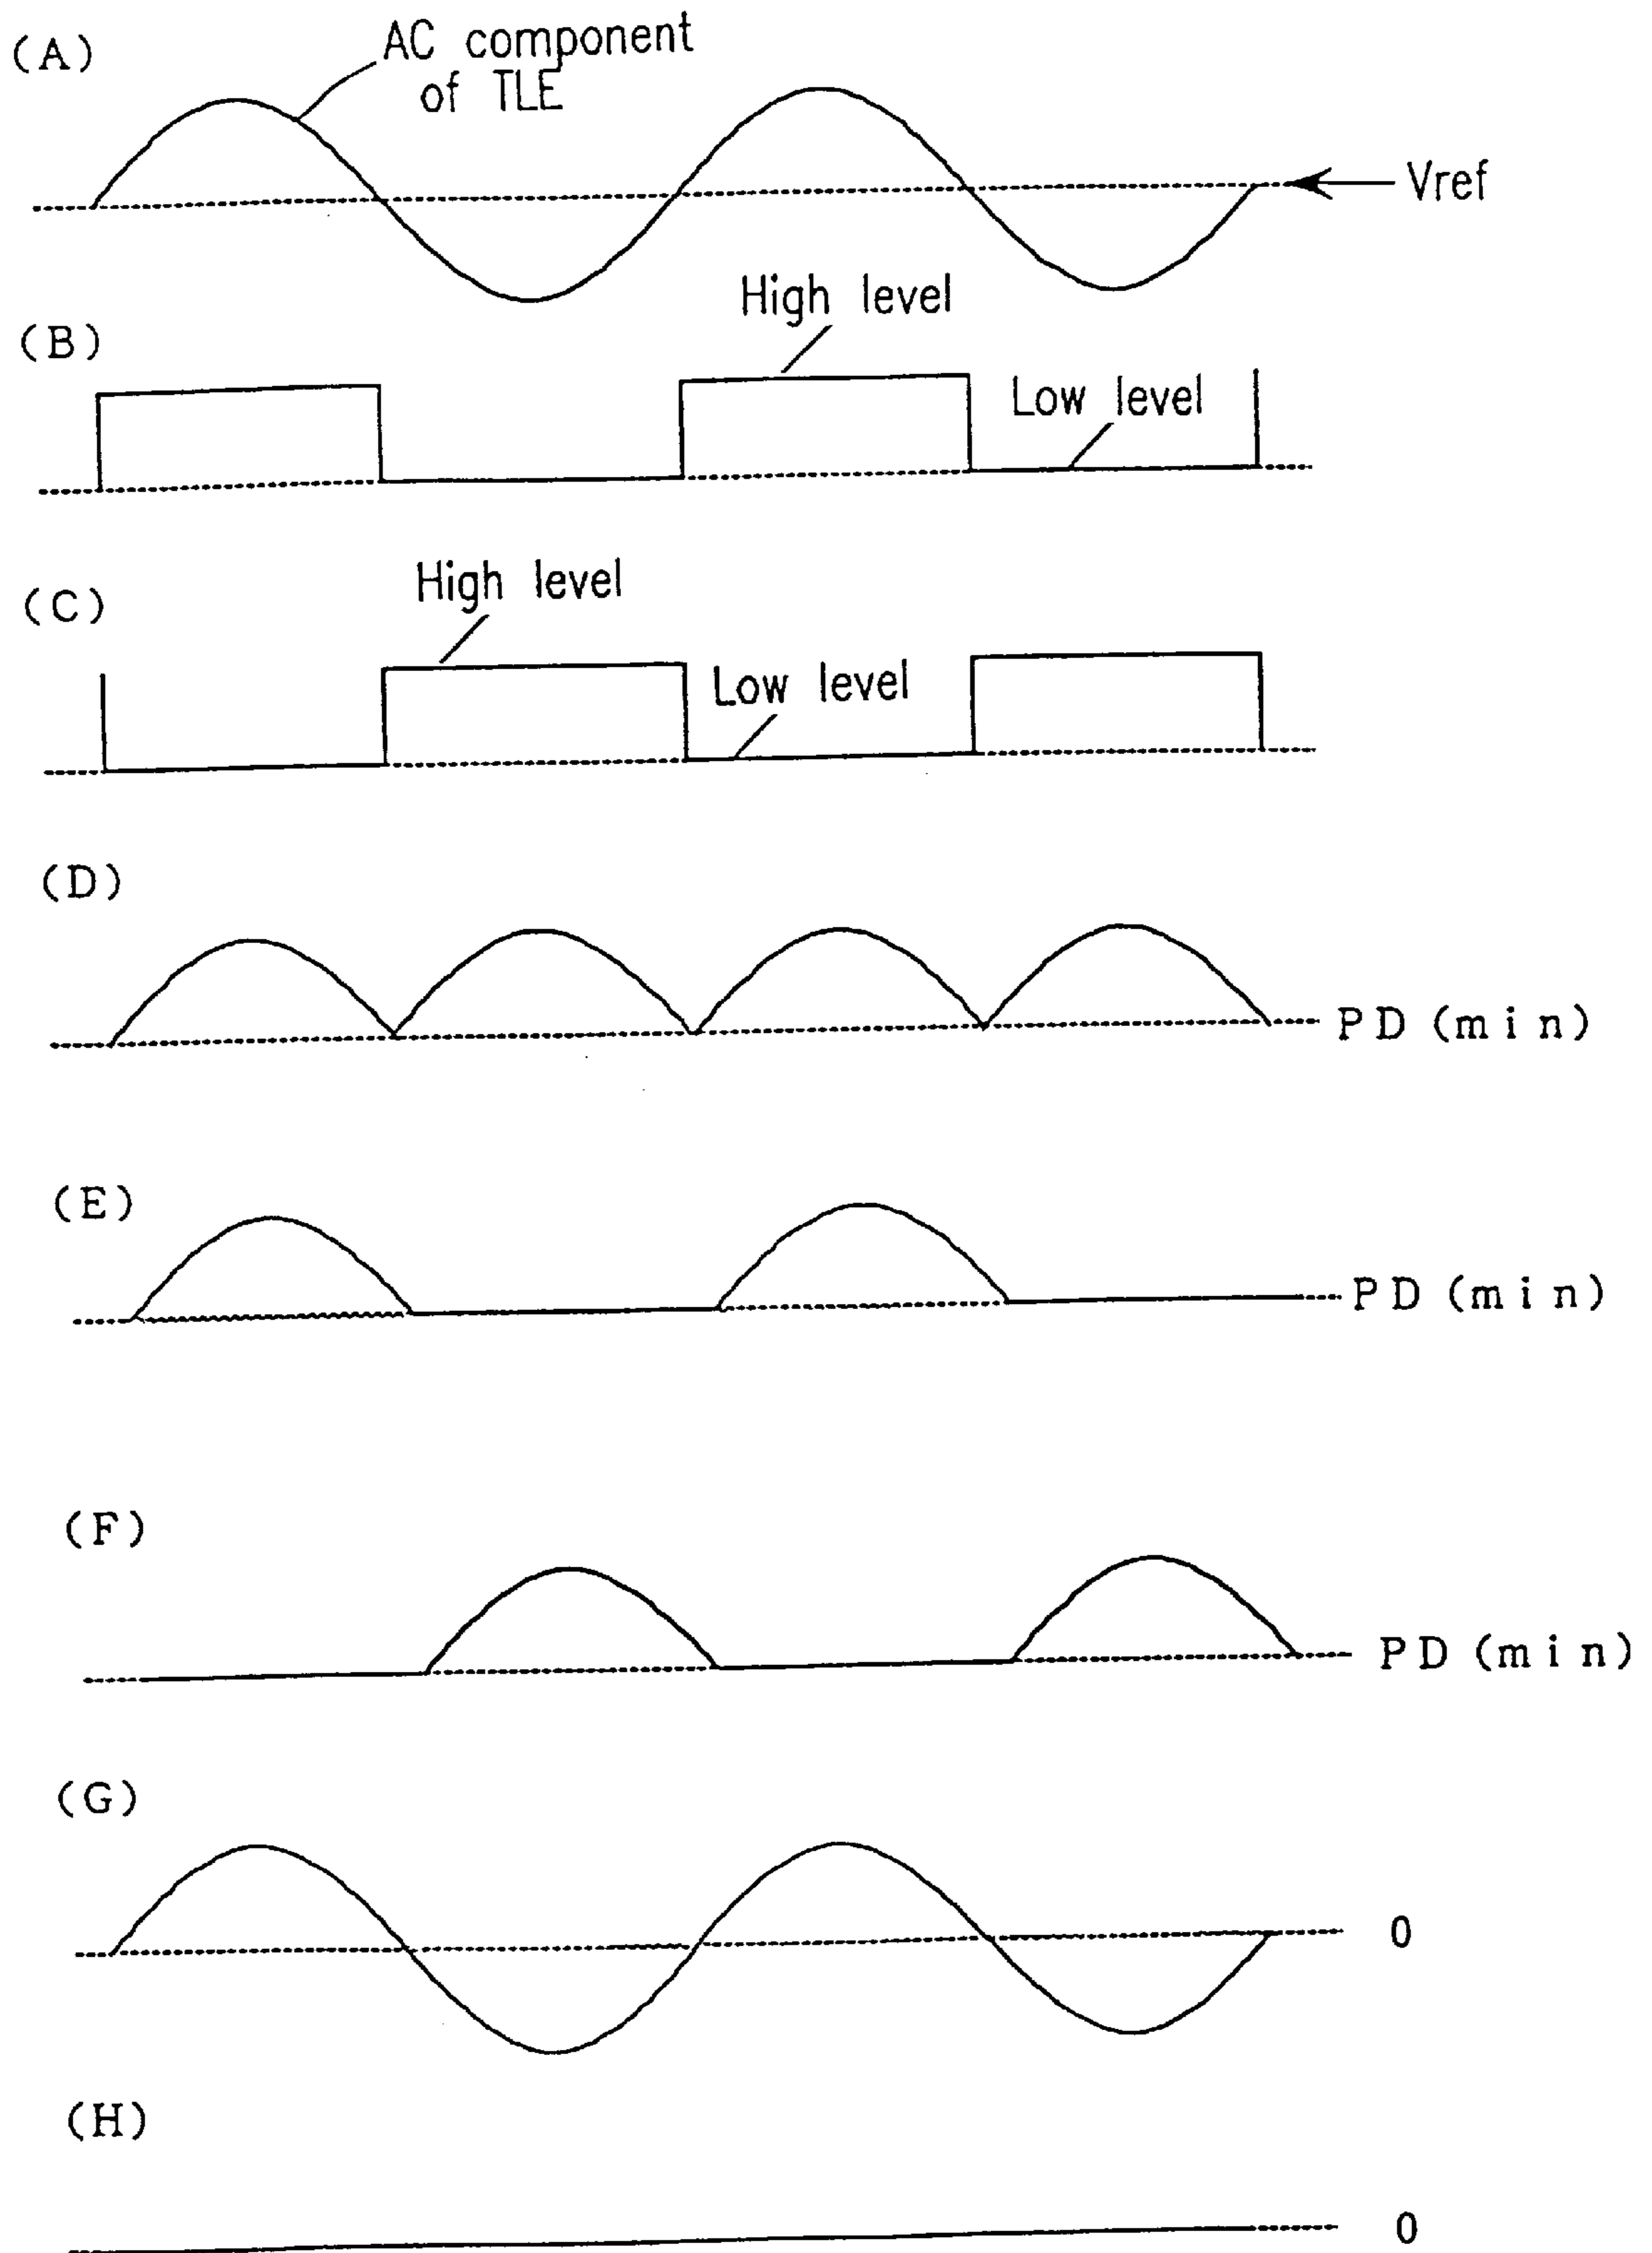 (A)
AC component
of TLE
Vref
(B)
High level
Low level
(C)
High level
Low level
(D)
PD (min)
(E)
PD (min)
(F)
PD (min)
(G)
0
(H)
0